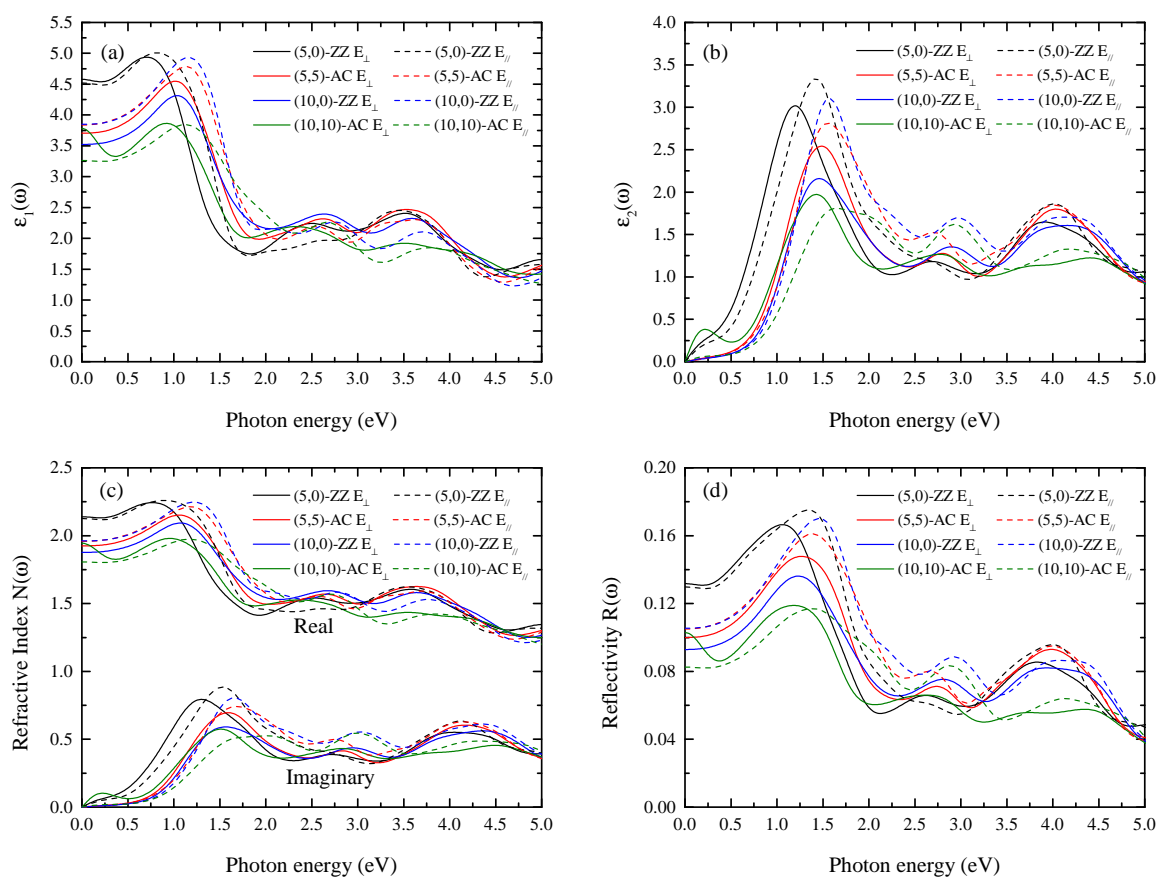 (a)
(5,0)-ZZ E⊥ (5,0)-ZZ E//
(5,5)-AC E⊥ (5,5)-AC E//
(10,0)-ZZ E⊥ (10,0)-ZZ E//
(10,10)-AC E⊥ (10,10)-AC E//
5.5
5.0
4.5
4.0
3.5
3.0
2.5
2.0
1.5
1.0
0.5
0.0
ε1(ω)
0.0 0.5 1.0 1.5 2.0 2.5 3.0 3.5 4.0 4.5 5.0
Photon energy (eV)
(b)
(5,0)-ZZ E⊥ (5,0)-ZZ E//
(5,5)-AC E⊥ (5,5)-AC E//
(10,0)-ZZ E⊥ (10,0)-ZZ E//
(10,10)-AC E⊥ (10,10)-AC E//
4.0
3.5
3.0
2.5
2.0
1.5
1.0
0.5
0.0
ε2(ω)
0.0 0.5 1.0 1.5 2.0 2.5 3.0 3.5 4.0 4.5 5.0
Photon energy (eV)
(c)
(5,0)-ZZ E⊥ (5,0)-ZZ E//
(5,5)-AC E⊥ (5,5)-AC E//
(10,0)-ZZ E⊥ (10,0)-ZZ E//
(10,10)-AC E⊥ (10,10)-AC E//
2.5
2.0
1.5
1.0
0.5
0.0
Refractive Index N(ω)
Real
Imaginary
0.0 0.5 1.0 1.5 2.0 2.5 3.0 3.5 4.0 4.5 5.0
Photon energy (eV)
(d)
(5,0)-ZZ E⊥ (5,0)-ZZ E//
(5,5)-AC E⊥ (5,5)-AC E//
(10,0)-ZZ E⊥ (10,0)-ZZ E//
(10,10)-AC E⊥ (10,10)-AC E//
0.20
0.16
0.12
0.08
0.04
0.00
Reflectivity R(ω)
0.0 0.5 1.0 1.5 2.0 2.5 3.0 3.5 4.0 4.5 5.0
Photon energy (eV)